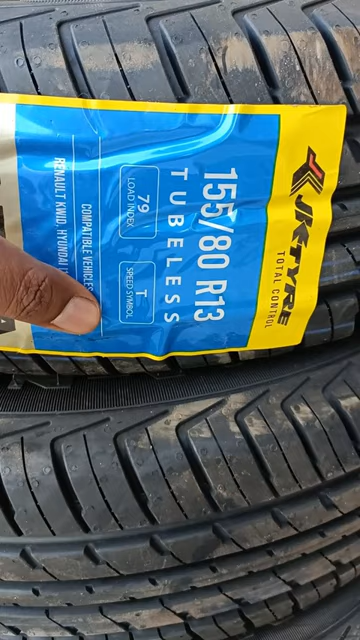 JK TYRE
TOTAL CONTROL
155/80 R13
TUBELESS
79
LOAD INDEX
T
SPEED SYMBOL
COMPATIBLE VEHICLES
RENAULT KWID, HYUNDAI